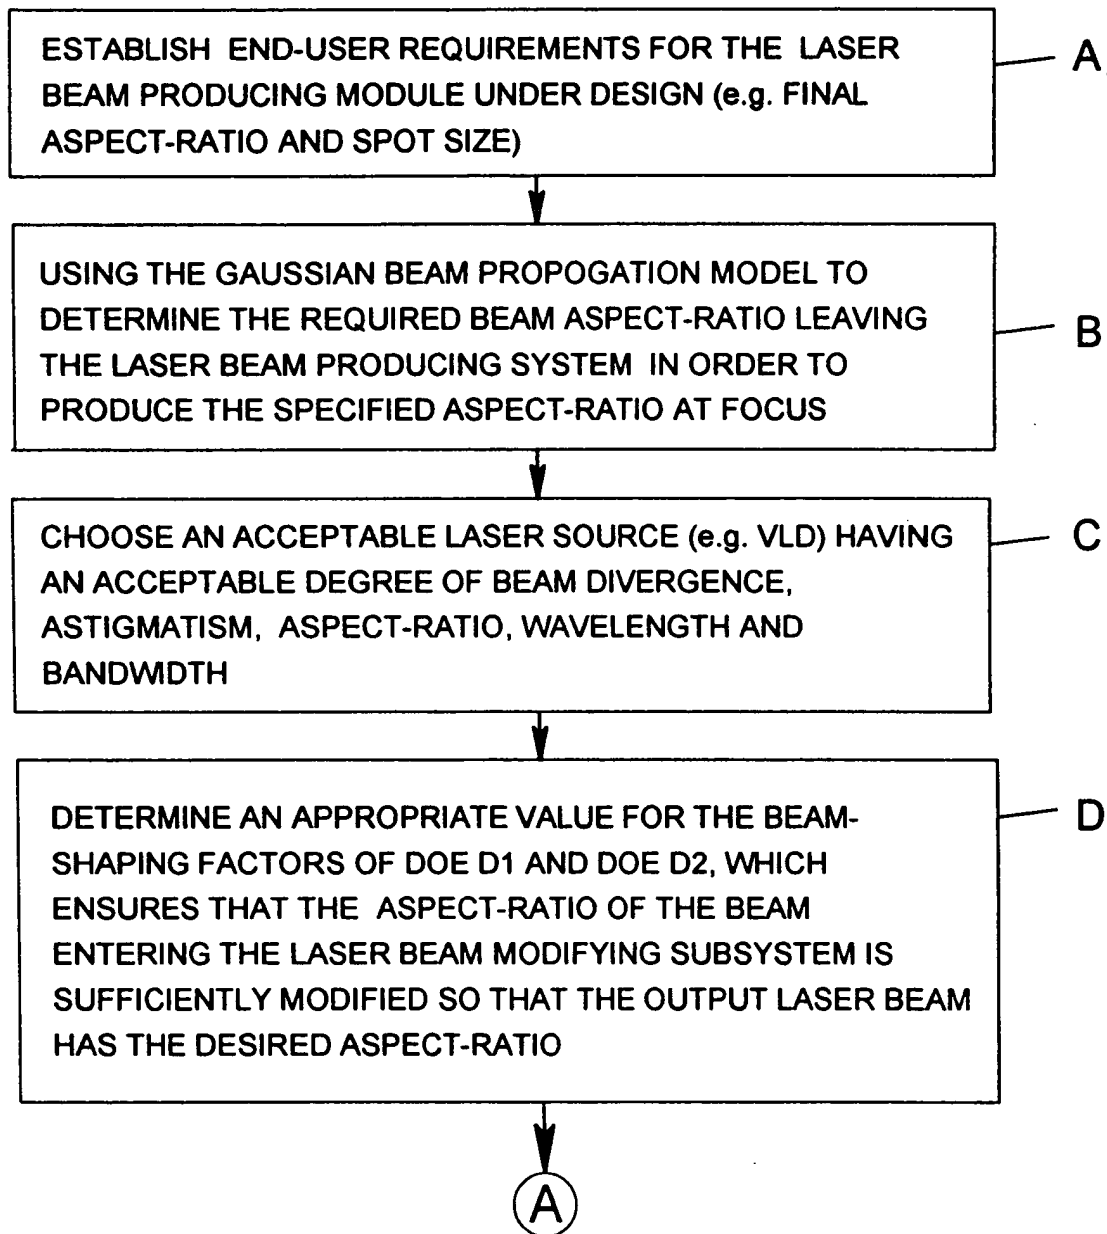 ESTABLISH END-USER REQUIREMENTS FOR THE LASER
BEAM PRODUCING MODULE UNDER DESIGN (e.g. FINAL
ASPECT-RATIO AND SPOT SIZE)
A
USING THE GAUSSIAN BEAM PROPOGATION MODEL TO
DETERMINE THE REQUIRED BEAM ASPECT-RATIO LEAVING
THE LASER BEAM PRODUCING SYSTEM IN ORDER TO
PRODUCE THE SPECIFIED ASPECT-RATIO AT FOCUS
B
CHOOSE AN ACCEPTABLE LASER SOURCE (e.g. VLD) HAVING
AN ACCEPTABLE DEGREE OF BEAM DIVERGENCE,
ASTIGMATISM, ASPECT-RATIO, WAVELENGTH AND
BANDWIDTH
C
DETERMINE AN APPROPRIATE VALUE FOR THE BEAM-
SHAPING FACTORS OF DOE D1 AND DOE D2, WHICH
ENSURES THAT THE ASPECT-RATIO OF THE BEAM
ENTERING THE LASER BEAM MODIFYING SUBSYSTEM IS
SUFFICIENTLY MODIFIED SO THAT THE OUTPUT LASER BEAM
HAS THE DESIRED ASPECT-RATIO
D
A